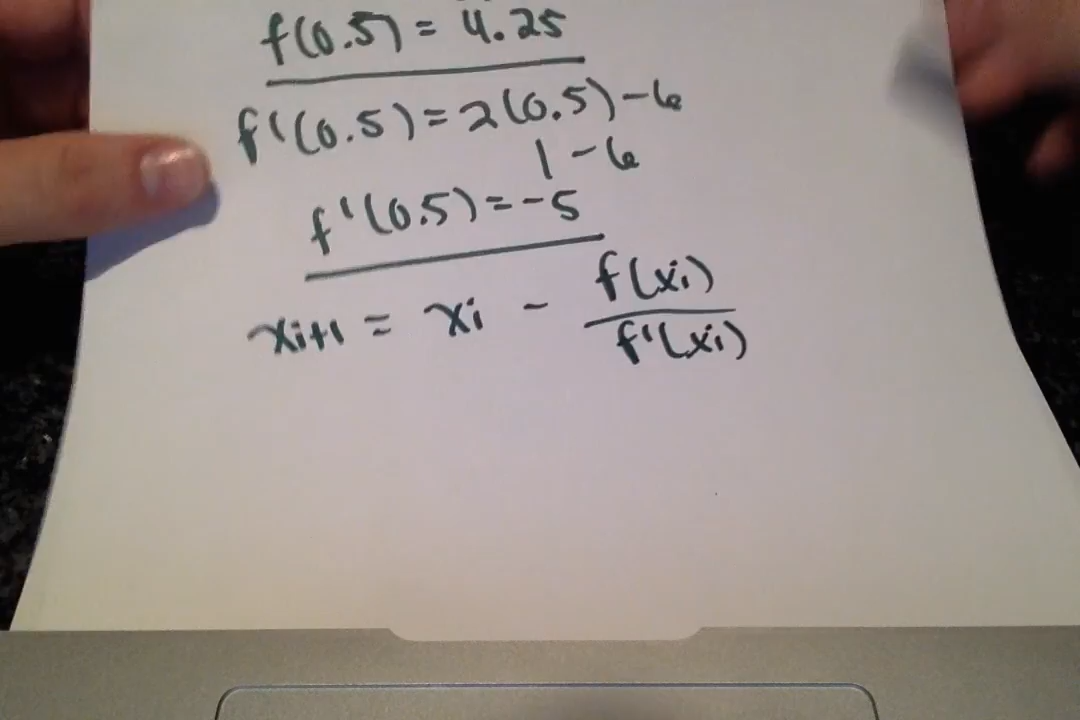 f(0.5) = 4.25
f'(0.5) = 2(0.5) - 6
1 - 6
f'(0.5) = -5
xi+1 = xi - f(xi) / f'(xi)